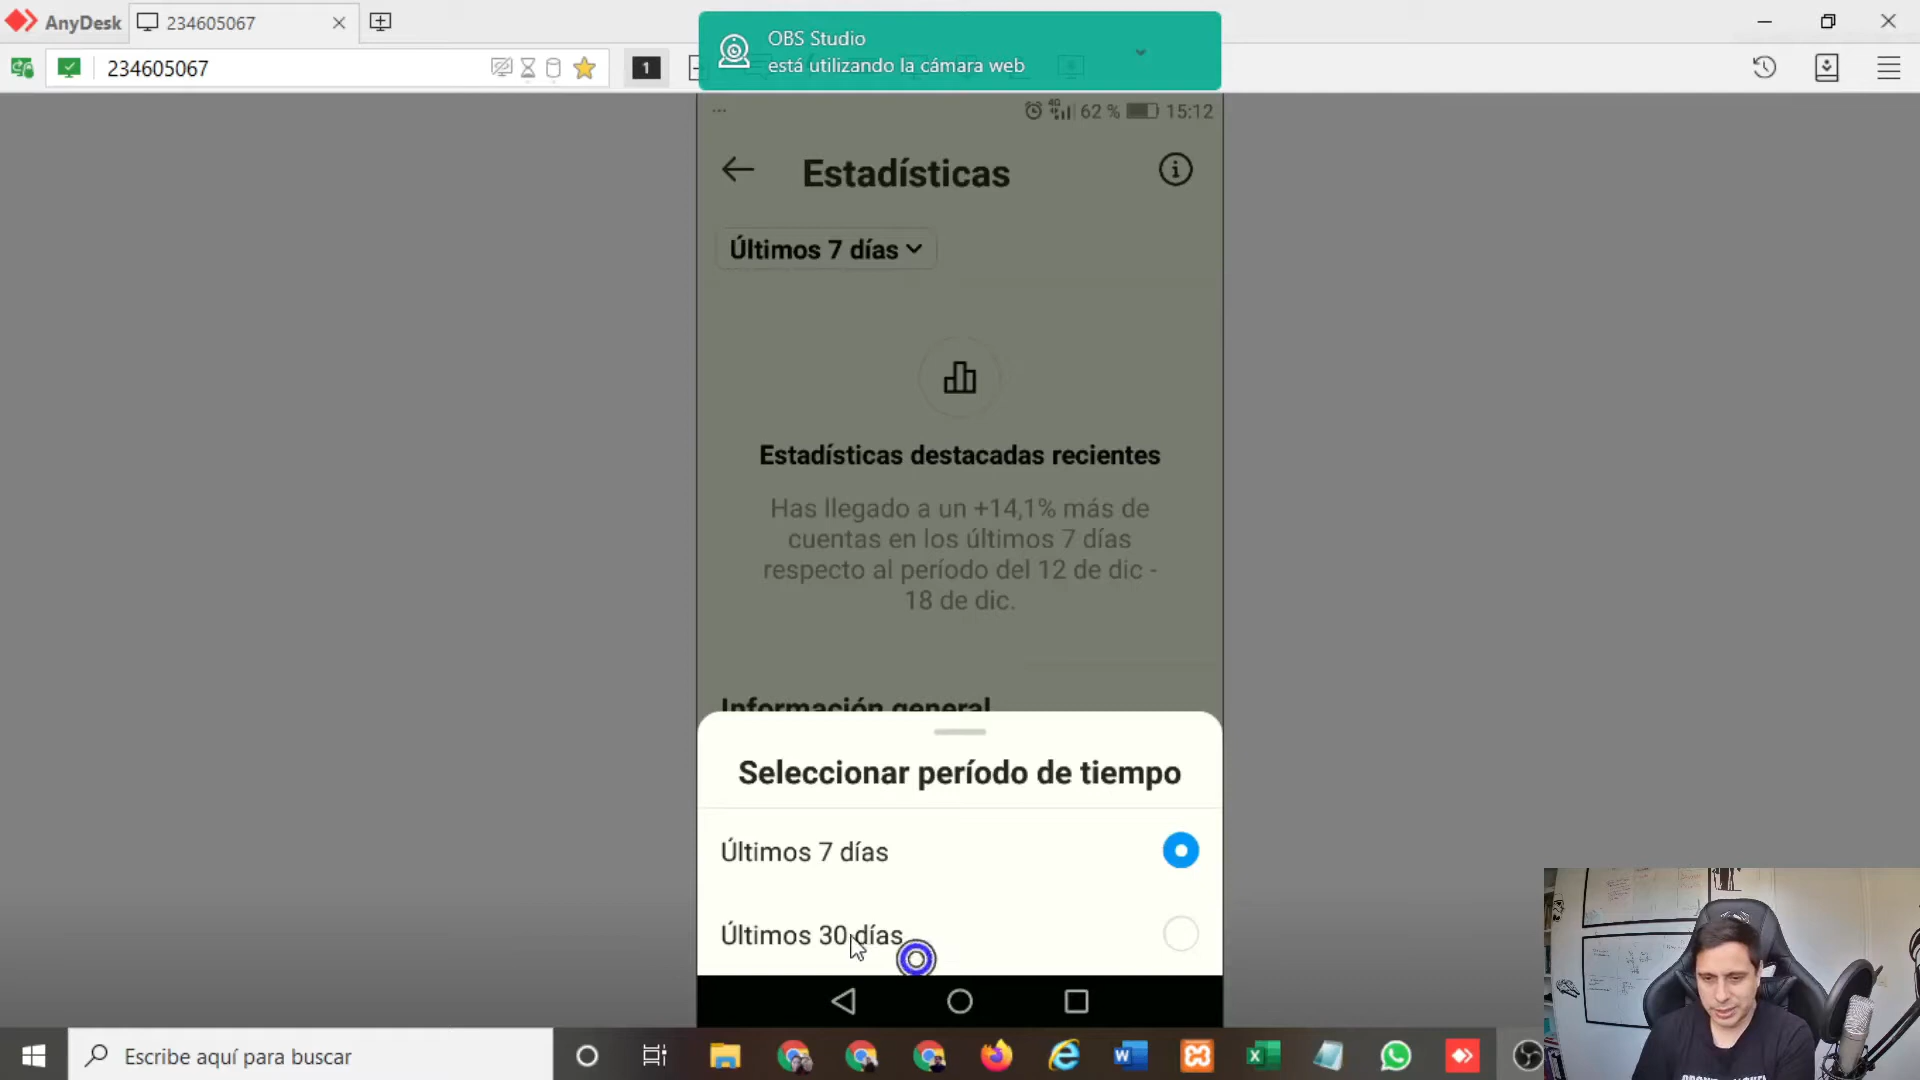 AnyDesk
234605067
234605067
1
OBS Studio
está utilizando la cámara web
4G
62 %
15:12
Estadísticas
Últimos 7 días
Estadísticas destacadas recientes
Has llegado a un +14,1% más de
cuentas en los últimos 7 días
respecto al período del 12 de dic -
18 de dic.
Información general
Seleccionar período de tiempo
Últimos 7 días
Últimos 30 días
Escribe aquí para buscar